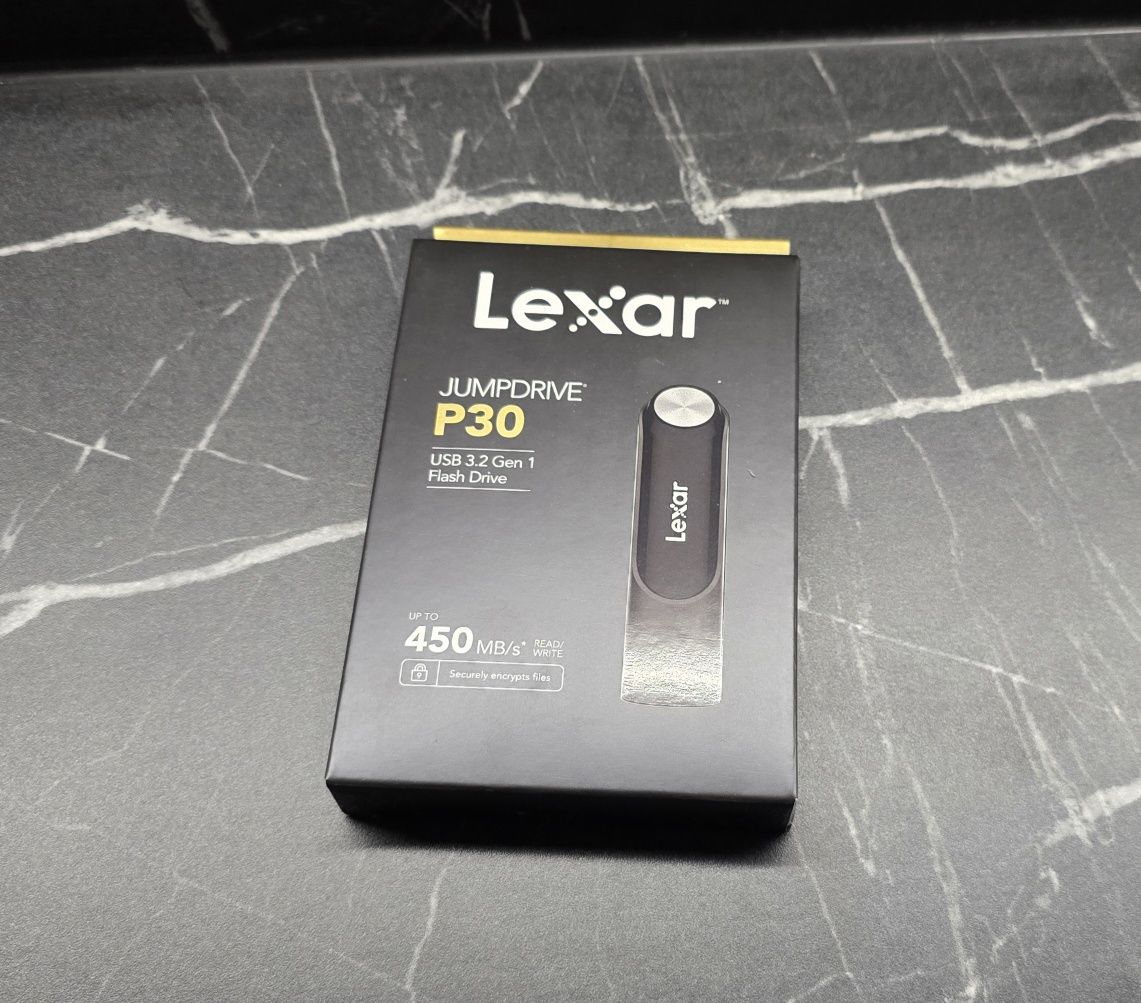 Lexar™
JUMPDRIVE®
P30
USB 3.2 Gen 1
Flash Drive
Lexar
UP TO
450 MB/s* READ/
WRITE
Securely encrypts files